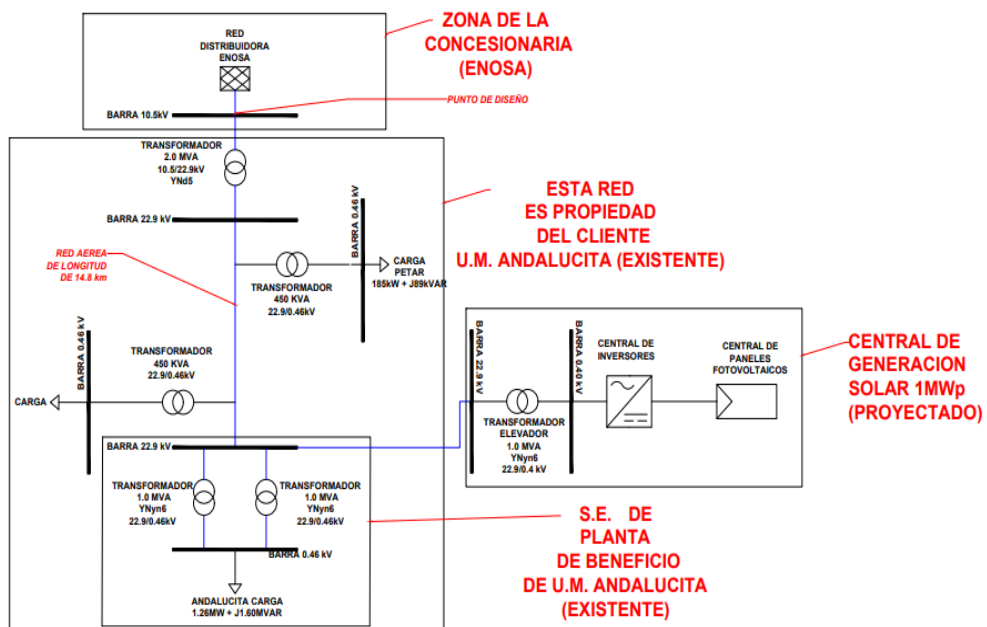 RED
DISTRIBUIDORA
ENOSA
BARRA 10.5kV
ZONA DE LA
CONCESIONARIA
(ENOSA)
PUNTO DE DISEÑO
TRANSFORMADOR
2.0 MVA
10.5/22.9kV
YNd5
BARRA 22.9 kV
RED AEREA
DE LONGITUD
DE 14.8 km
TRANSFORMADOR
450 KVA
22.9/0.46kV
BARRA 0.46 kV
CARGA
PETAR
185kW + J89kVAR
ESTA RED
ES PROPIEDAD
DEL CLIENTE
U.M. ANDALUCITA (EXISTENTE)
BARRA 0.46 kV
TRANSFORMADOR
450 KVA
22.9/0.46kV
CARGA
BARRA 22.9 kV
TRANSFORMADOR
1.0 MVA
YNyn6
22.9/0.46kV
TRANSFORMADOR
1.0 MVA
YNyn6
22.9/0.46kV
BARRA 0.46 kV
ANDALUCITA CARGA
1.26MW + J1.60MVAR
BARRA 22.9 kV
TRANSFORMADOR
ELEVADOR
1.0 MVA
YNyn6
22.9/0.4 kV
BARRA 0.40 kV
CENTRAL DE
INVERSORES
CENTRAL DE
PANELES
FOTOVOLTAICOS
CENTRAL DE
GENERACION
SOLAR 1MWp
(PROYECTADO)
S.E. DE
PLANTA
DE BENEFICIO
DE U.M. ANDALUCITA
(EXISTENTE)